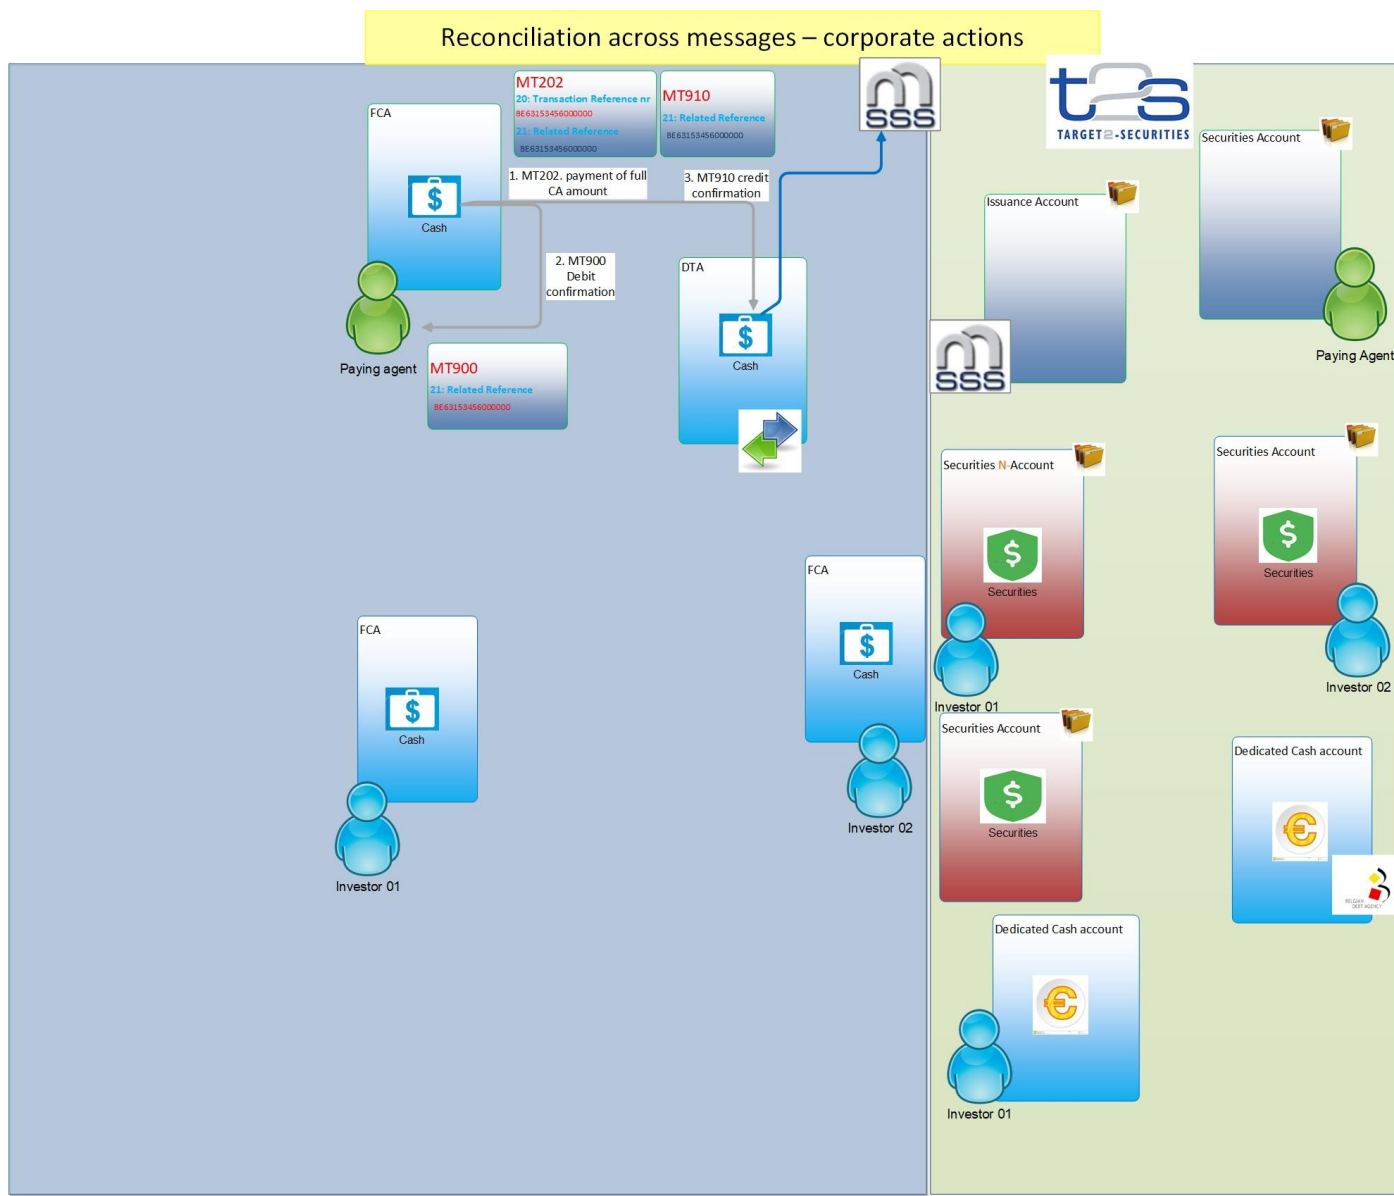 Reconciliation across messages – corporate actions
FCA
MT202
20: Transaction Reference nr
BE63153456000000
21: Related Reference
BE63153456000000
MT910
21: Related Reference
BE63153456000000
SSS
t2s
TARGET2-SECURITIES
Securities Account
Issuance Account
1. MT202. payment of full
CA amount
3. MT910 credit
confirmation
Cash
2. MT900
Debit
confirmation
DTA
Cash
Paying agent
MT900
21: Related Reference
BE63153456000000
SSS
Paying Agent
Securities N-Account
Securities
Securities Account
Securities
FCA
Cash
FCA
Cash
Investor 01
Investor 02
Securities Account
Securities
Investor 02
Investor 01
Dedicated Cash account
€
BELGIAN
DEBT AGENCY
Dedicated Cash account
€
Investor 01